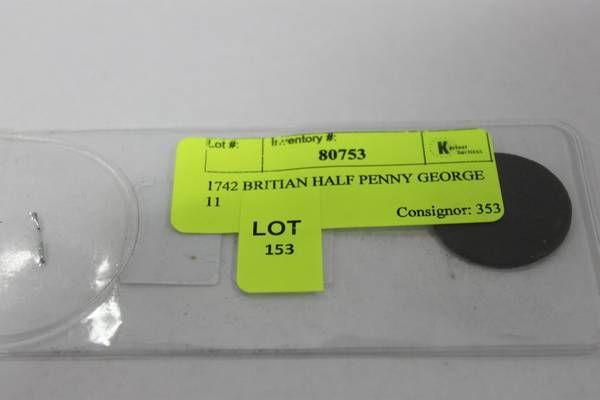 Lot #:
Inventory #:
80753
1742 BRITIAN HALF PENNY GEORGE
11
Consignor: 353
LOT
153